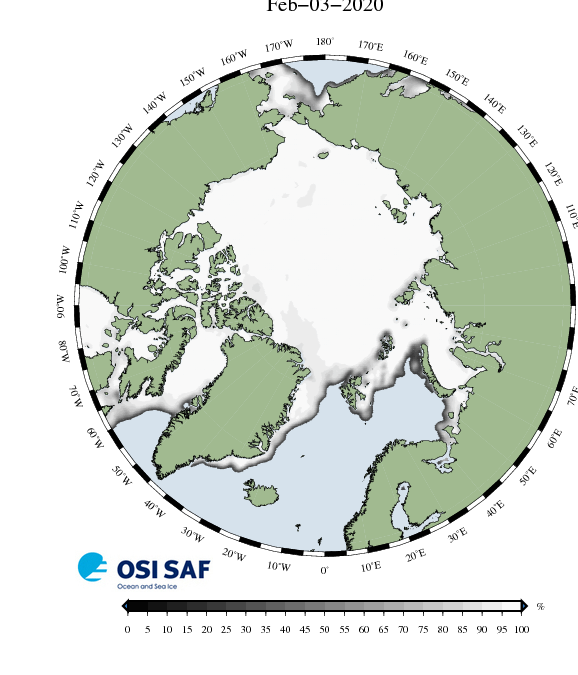 Feb−03−2020
180°
170°W
170°E
160°W
160°E
150°W
150°E
140°W
140°E
130°W
130°E
120°W
120°E
110°W
110°E
100°W
90°W
80°W
70°W
70°E
60°W
60°E
50°W
50°E
40°W
40°E
30°W
30°E
20°W
20°E
10°W
10°E
0°
OSI SAF
Ocean and Sea Ice
%
0 5 10 15 20 25 30 35 40 45 50 55 60 65 70 75 80 85 90 95 100